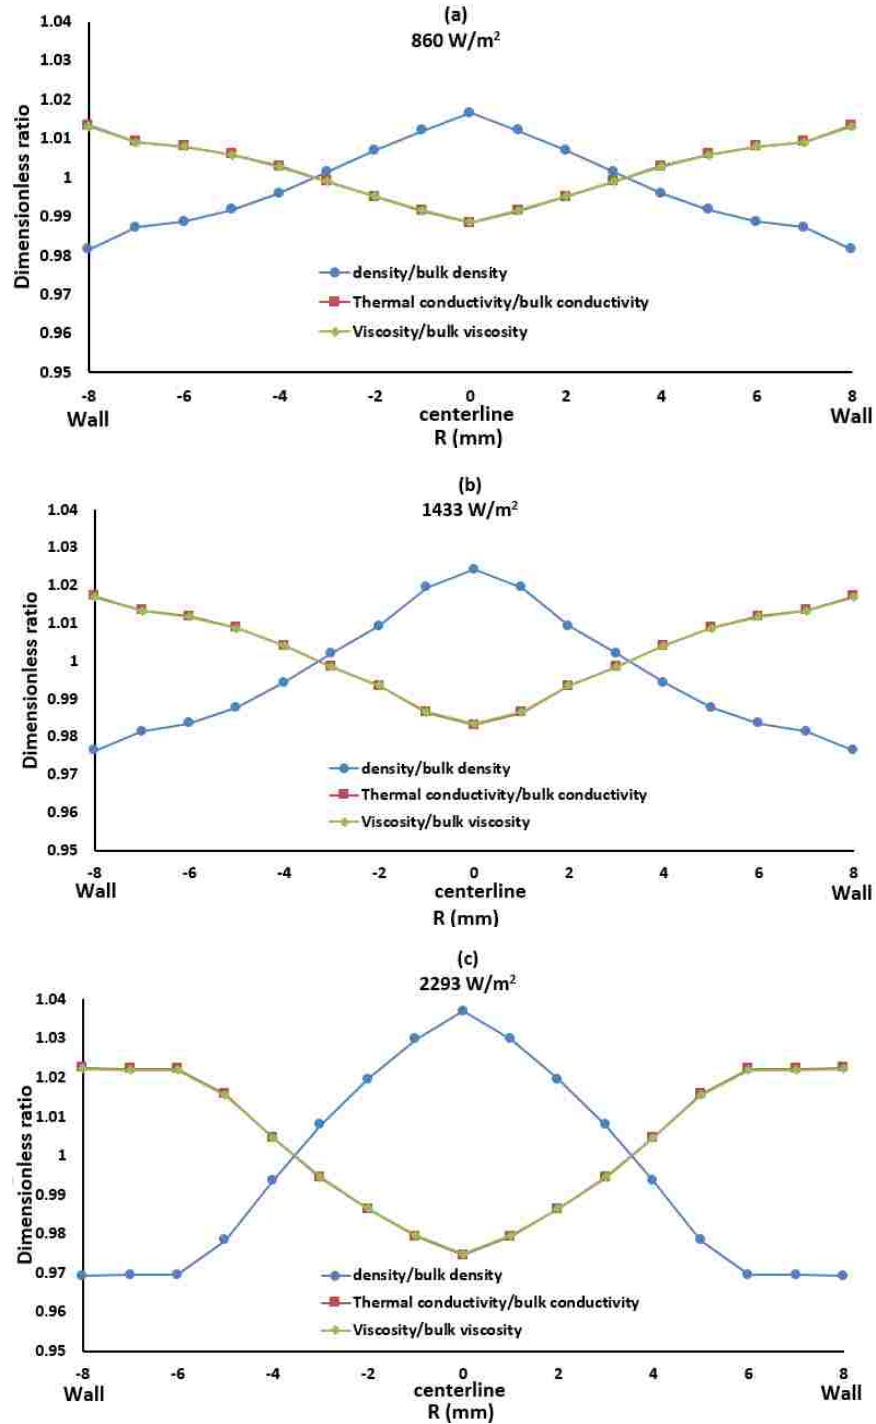 (a)
860 W/m²
1.04
1.03
1.02
1.01
1
0.99
0.98
0.97
0.96
0.95
Dimensionless ratio
density/bulk density
Thermal conductivity/bulk conductivity
Viscosity/bulk viscosity
-8 -6 -4 -2 0 2 4 6 8
Wall centerline Wall
R (mm)
(b)
1433 W/m²
1.04
1.03
1.02
1.01
1
0.99
0.98
0.97
0.96
0.95
Dimensionless ratio
density/bulk density
Thermal conductivity/bulk conductivity
Viscosity/bulk viscosity
-8 -6 -4 -2 0 2 4 6 8
Wall centerline Wall
R (mm)
(c)
2293 W/m²
1.04
1.03
1.02
1.01
1
0.99
0.98
0.97
0.96
0.95
Dimensionless ratio
density/bulk density
Thermal conductivity/bulk conductivity
Viscosity/bulk viscosity
-8 -6 -4 -2 0 2 4 6 8
Wall centerline Wall
R (mm)